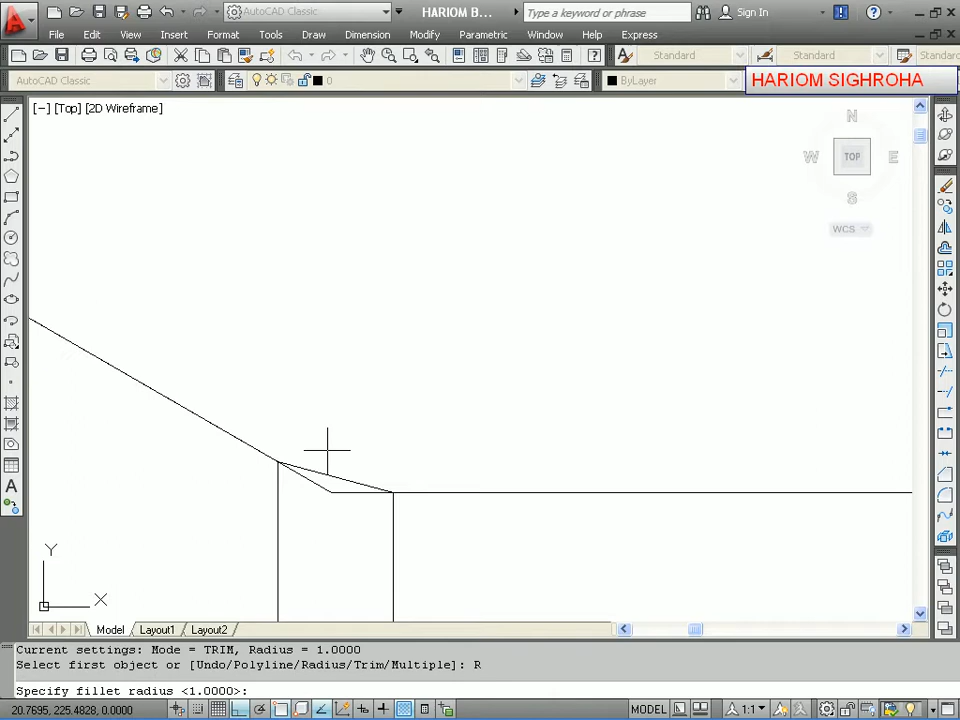 AutoCAD Classic
HARIOM B...
Type a keyword or phrase
Sign In
File Edit View Insert Format Tools Draw Dimension Modify Parametric Window Help Express
Standard
Standard
Standard
AutoCAD Classic
0
ByLayer
HARIOM SIGHROHA
[−] [Top] [2D Wireframe]
N
W TOP E
S
WCS
Y
X
A
Model Layout1 Layout2
Current settings: Mode = TRIM, Radius = 1.0000
Select first object or [Undo/Polyline/Radius/Trim/Multiple]: R
Specify fillet radius <1.0000>:
20.7695, 225.4828, 0.0000
MODEL
1:1